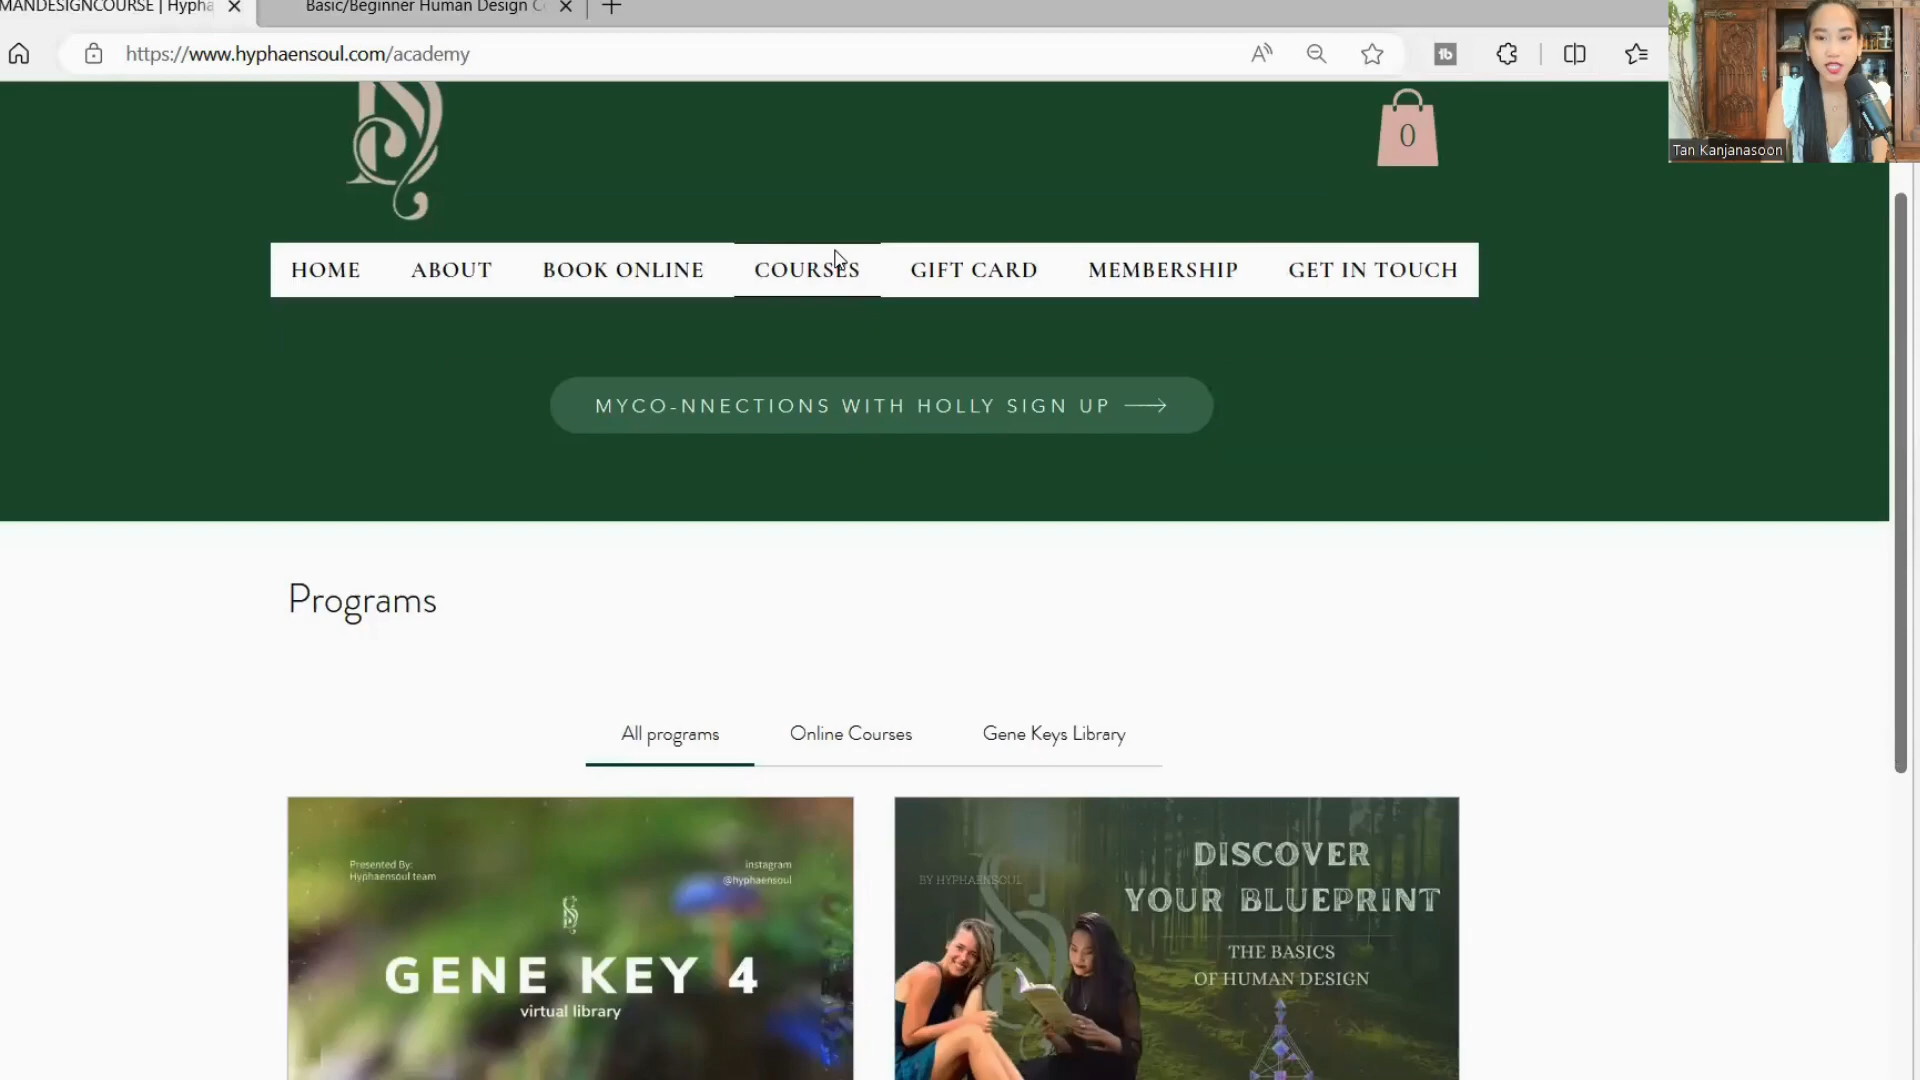 MANDESIGNCOURSE | Hypha
Basic/Beginner Human Design C
https://www.hyphaensoul.com/academy
Tan Kanjanasoon
0
HOME
ABOUT
BOOK ONLINE
COURSES
GIFT CARD
MEMBERSHIP
GET IN TOUCH
MYCO-NNECTIONS WITH HOLLY SIGN UP
Programs
All programs
Online Courses
Gene Keys Library
Presented By:
Hyphaensoul team
instagram
@hyphaensoul
GENE KEY 4
virtual library
BY HYPHAENSOUL
DISCOVER
YOUR BLUEPRINT
THE BASICS
OF HUMAN DESIGN